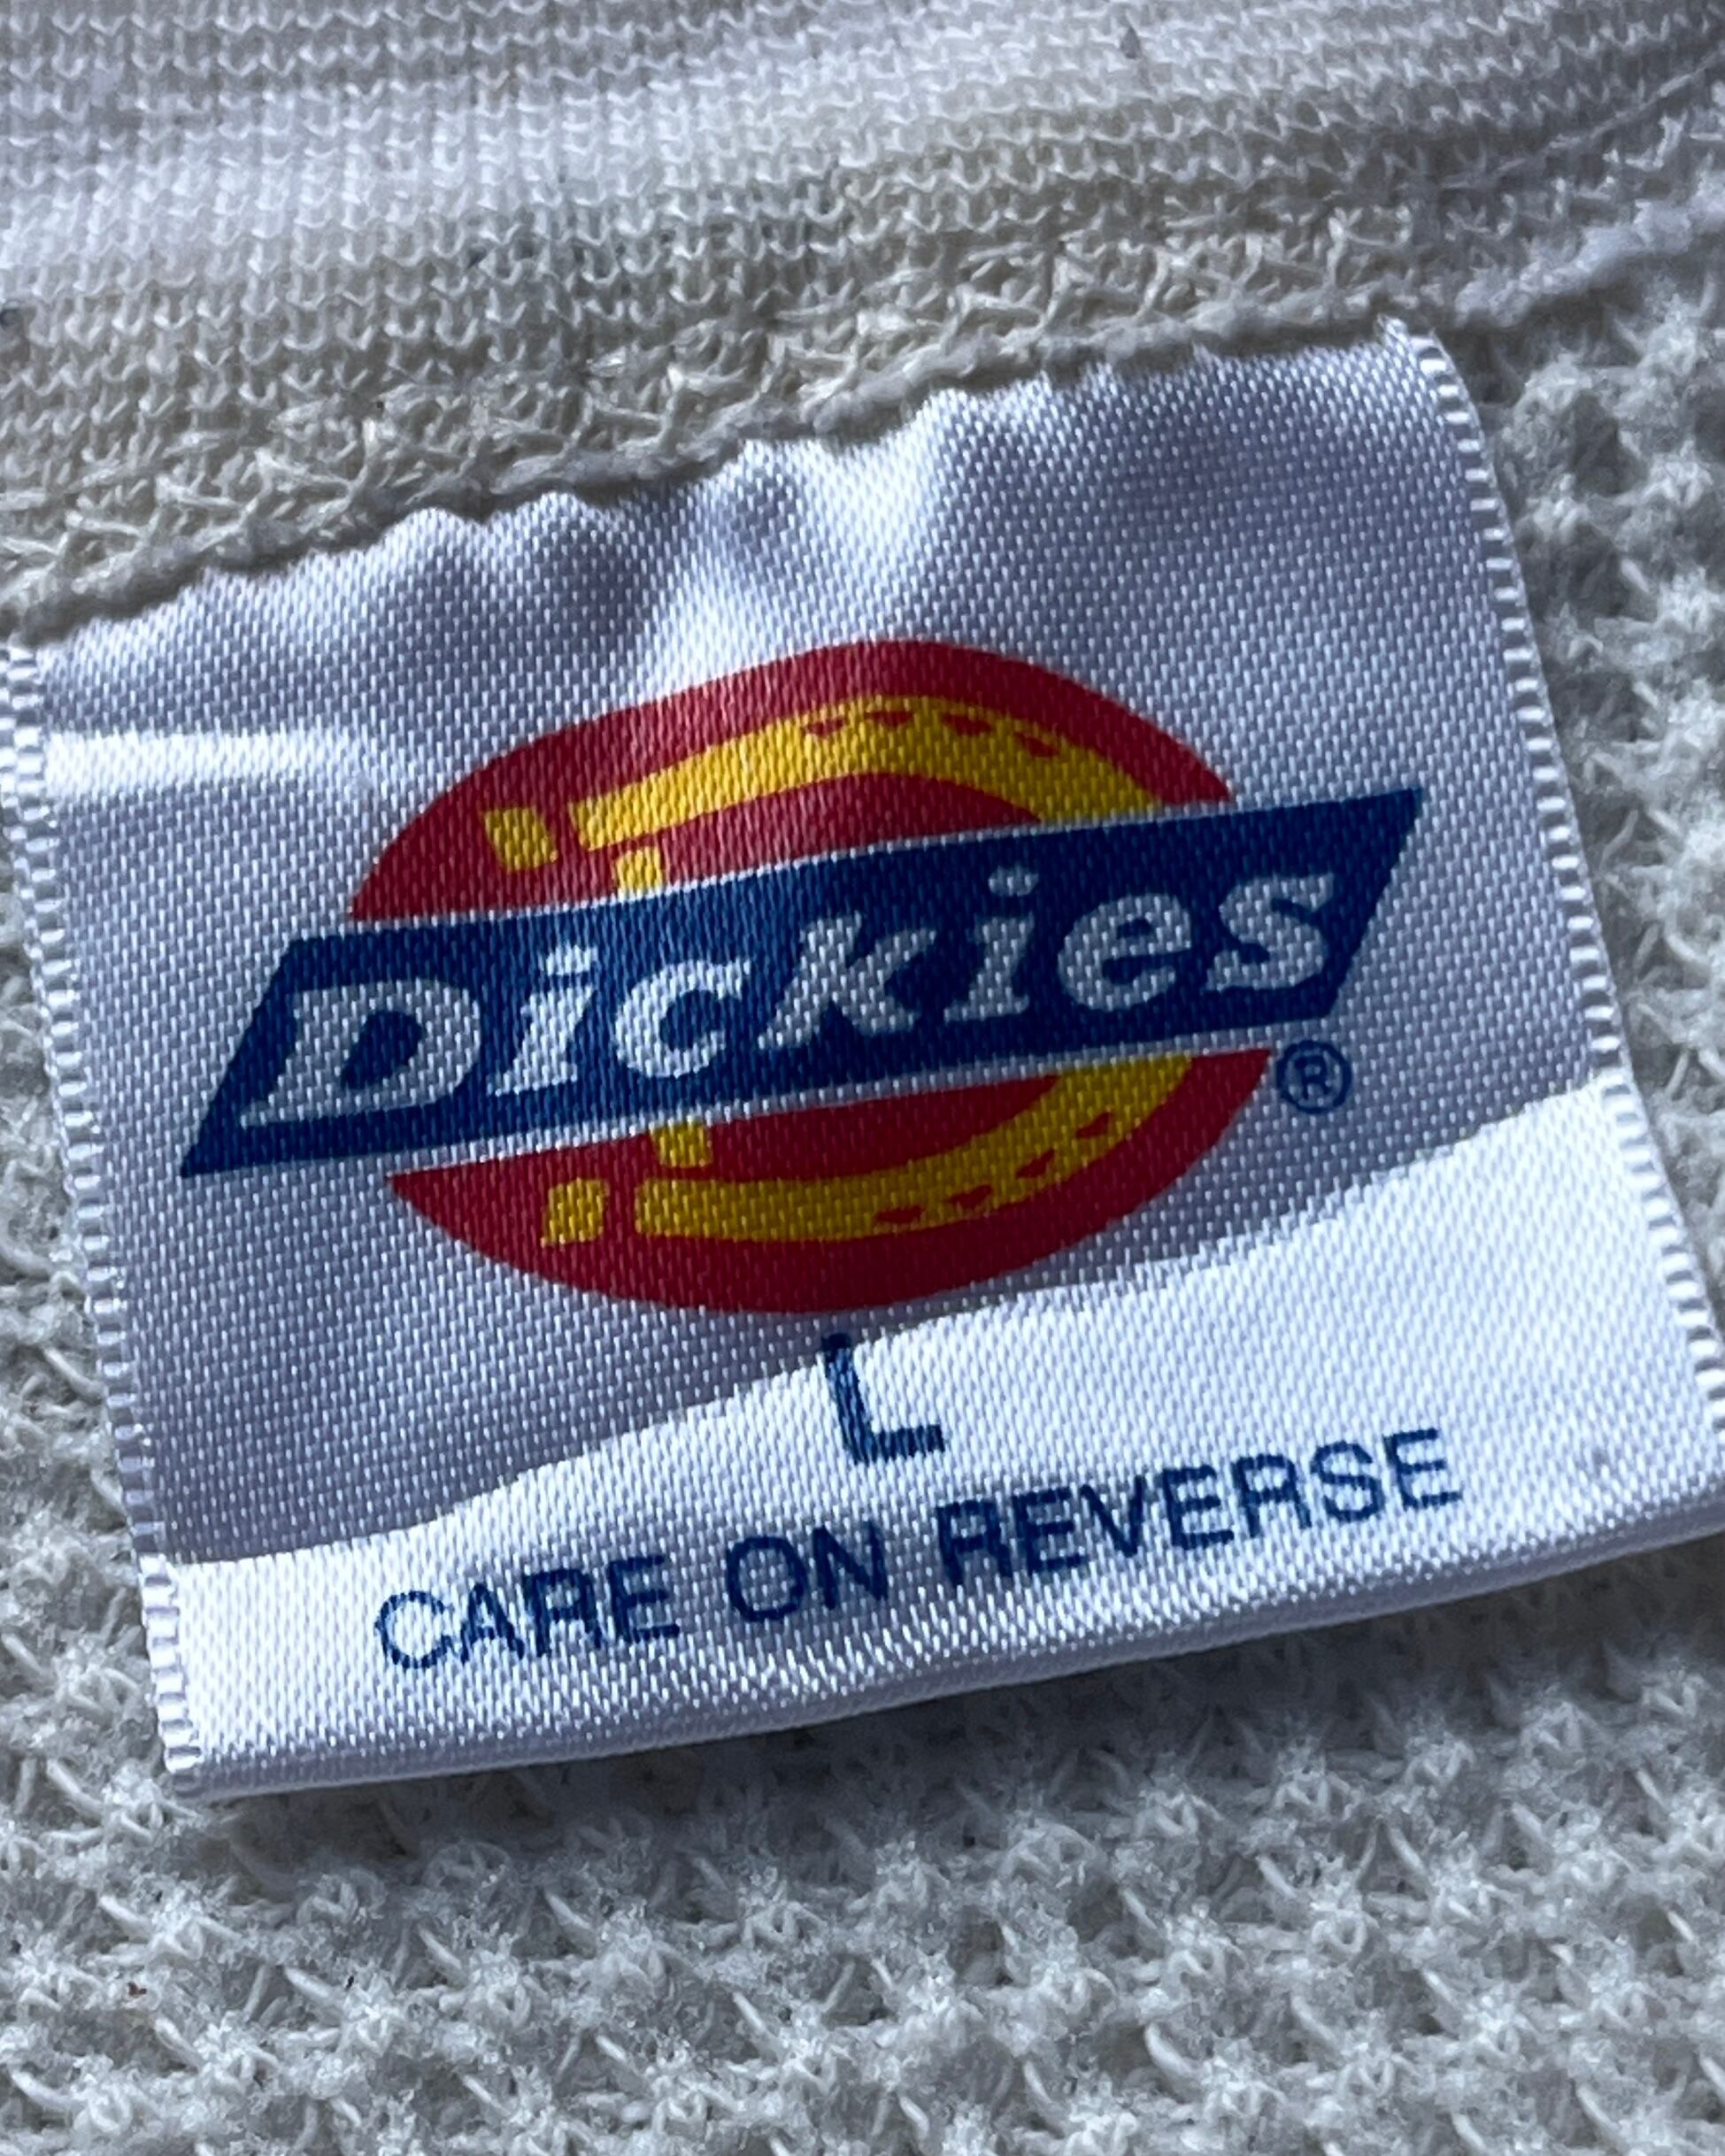 Dickies
®
L
CARE ON REVERSE